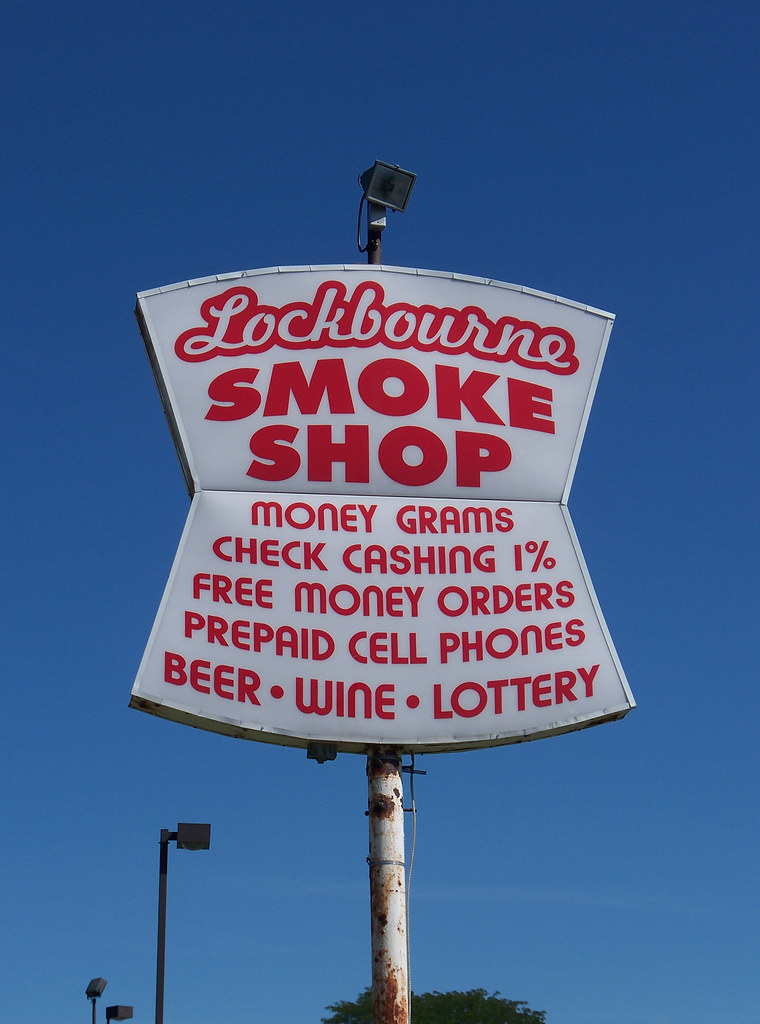 Lockbourne
SMOKE
SHOP
MONEY GRAMS
CHECK CASHING 1%
FREE MONEY ORDERS
PREPAID CELL PHONES
BEER • WINE • LOTTERY